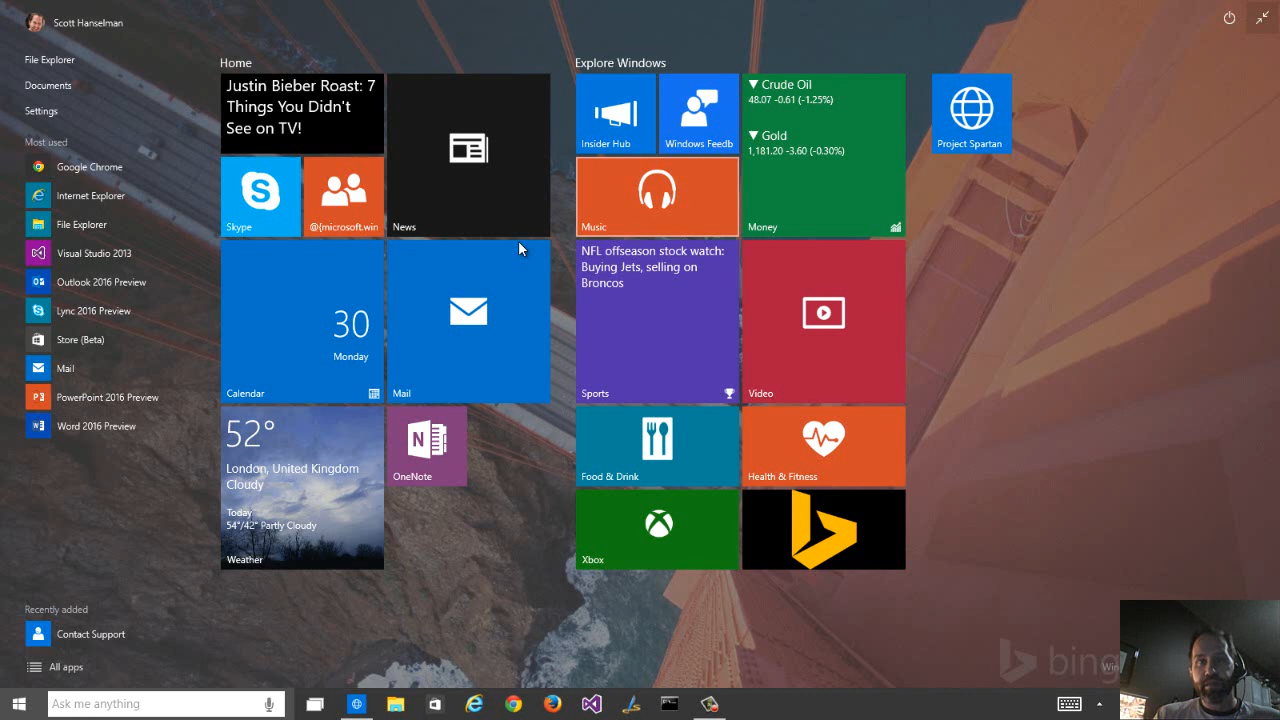 Scott Hanselman
File Explorer
Documents
Settings
Most used
Google Chrome
Internet Explorer
File Explorer
Visual Studio 2013
Outlook 2016 Preview
Lync 2016 Preview
Store (Beta)
Mail
PowerPoint 2016 Preview
Word 2016 Preview
Recently added
Contact Support
All apps
Home
Justin Bieber Roast: 7
Things You Didn't
See on TV!
News
Skype
@{microsoft.win
30
Monday
Calendar
Mail
52°
London, United Kingdom
Cloudy
Today
54°/42° Partly Cloudy
Weather
N
OneNote
Explore Windows
Insider Hub
Windows Feedb
▼ Crude Oil
48.07 -0.61 (-1.25%)
▼ Gold
1,181.20 -3.60 (-0.30%)
Money
Music
NFL offseason stock watch:
Buying Jets, selling on
Broncos
Sports
Video
Food & Drink
Health & Fitness
Xbox
Project Spartan
bing
Win
Ask me anything